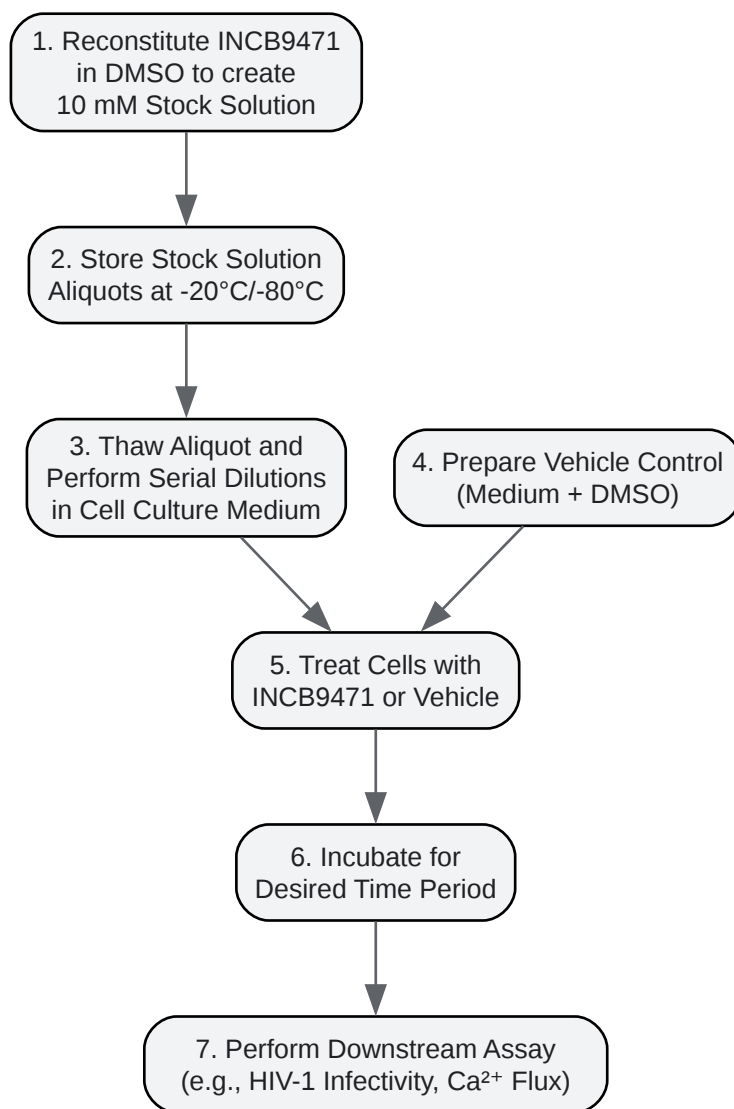 1. Reconstitute INCB9471
in DMSO to create
10 mM Stock Solution
2. Store Stock Solution
Aliquots at -20°C/-80°C
3. Thaw Aliquot and
Perform Serial Dilutions
in Cell Culture Medium
4. Prepare Vehicle Control
(Medium + DMSO)
5. Treat Cells with
INCB9471 or Vehicle
6. Incubate for
Desired Time Period
7. Perform Downstream Assay
(e.g., HIV-1 Infectivity, Ca²⁺ Flux)